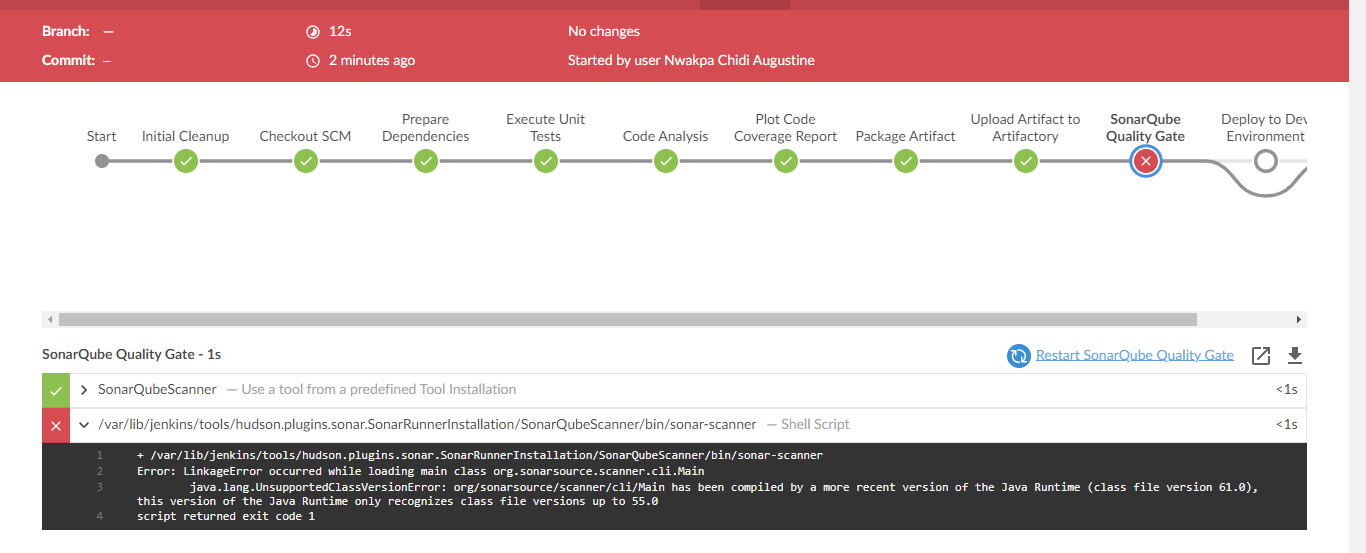 Branch: —
12s
No changes
Commit: —
2 minutes ago
Started by user Nwakpa Chidi Augustine
Start
Initial Cleanup
Checkout SCM
Prepare
Dependencies
Execute Unit
Tests
Code Analysis
Plot Code
Coverage Report
Package Artifact
Upload Artifact to
Artifactory
SonarQube
Quality Gate
Deploy to Dev
Environment
SonarQube Quality Gate - 1s
Restart SonarQube Quality Gate
SonarQubeScanner — Use a tool from a predefined Tool Installation <1s
/var/lib/jenkins/tools/hudson.plugins.sonar.SonarRunnerInstallation/SonarQubeScanner/bin/sonar-scanner — Shell Script <1s
1 + /var/lib/jenkins/tools/hudson.plugins.sonar.SonarRunnerInstallation/SonarQubeScanner/bin/sonar-scanner
2 Error: LinkageError occurred while loading main class org.sonarsource.scanner.cli.Main
3 java.lang.UnsupportedClassVersionError: org/sonarsource/scanner/cli/Main has been compiled by a more recent version of the Java Runtime (class file version 61.0),
this version of the Java Runtime only recognizes class file versions up to 55.0
4 script returned exit code 1